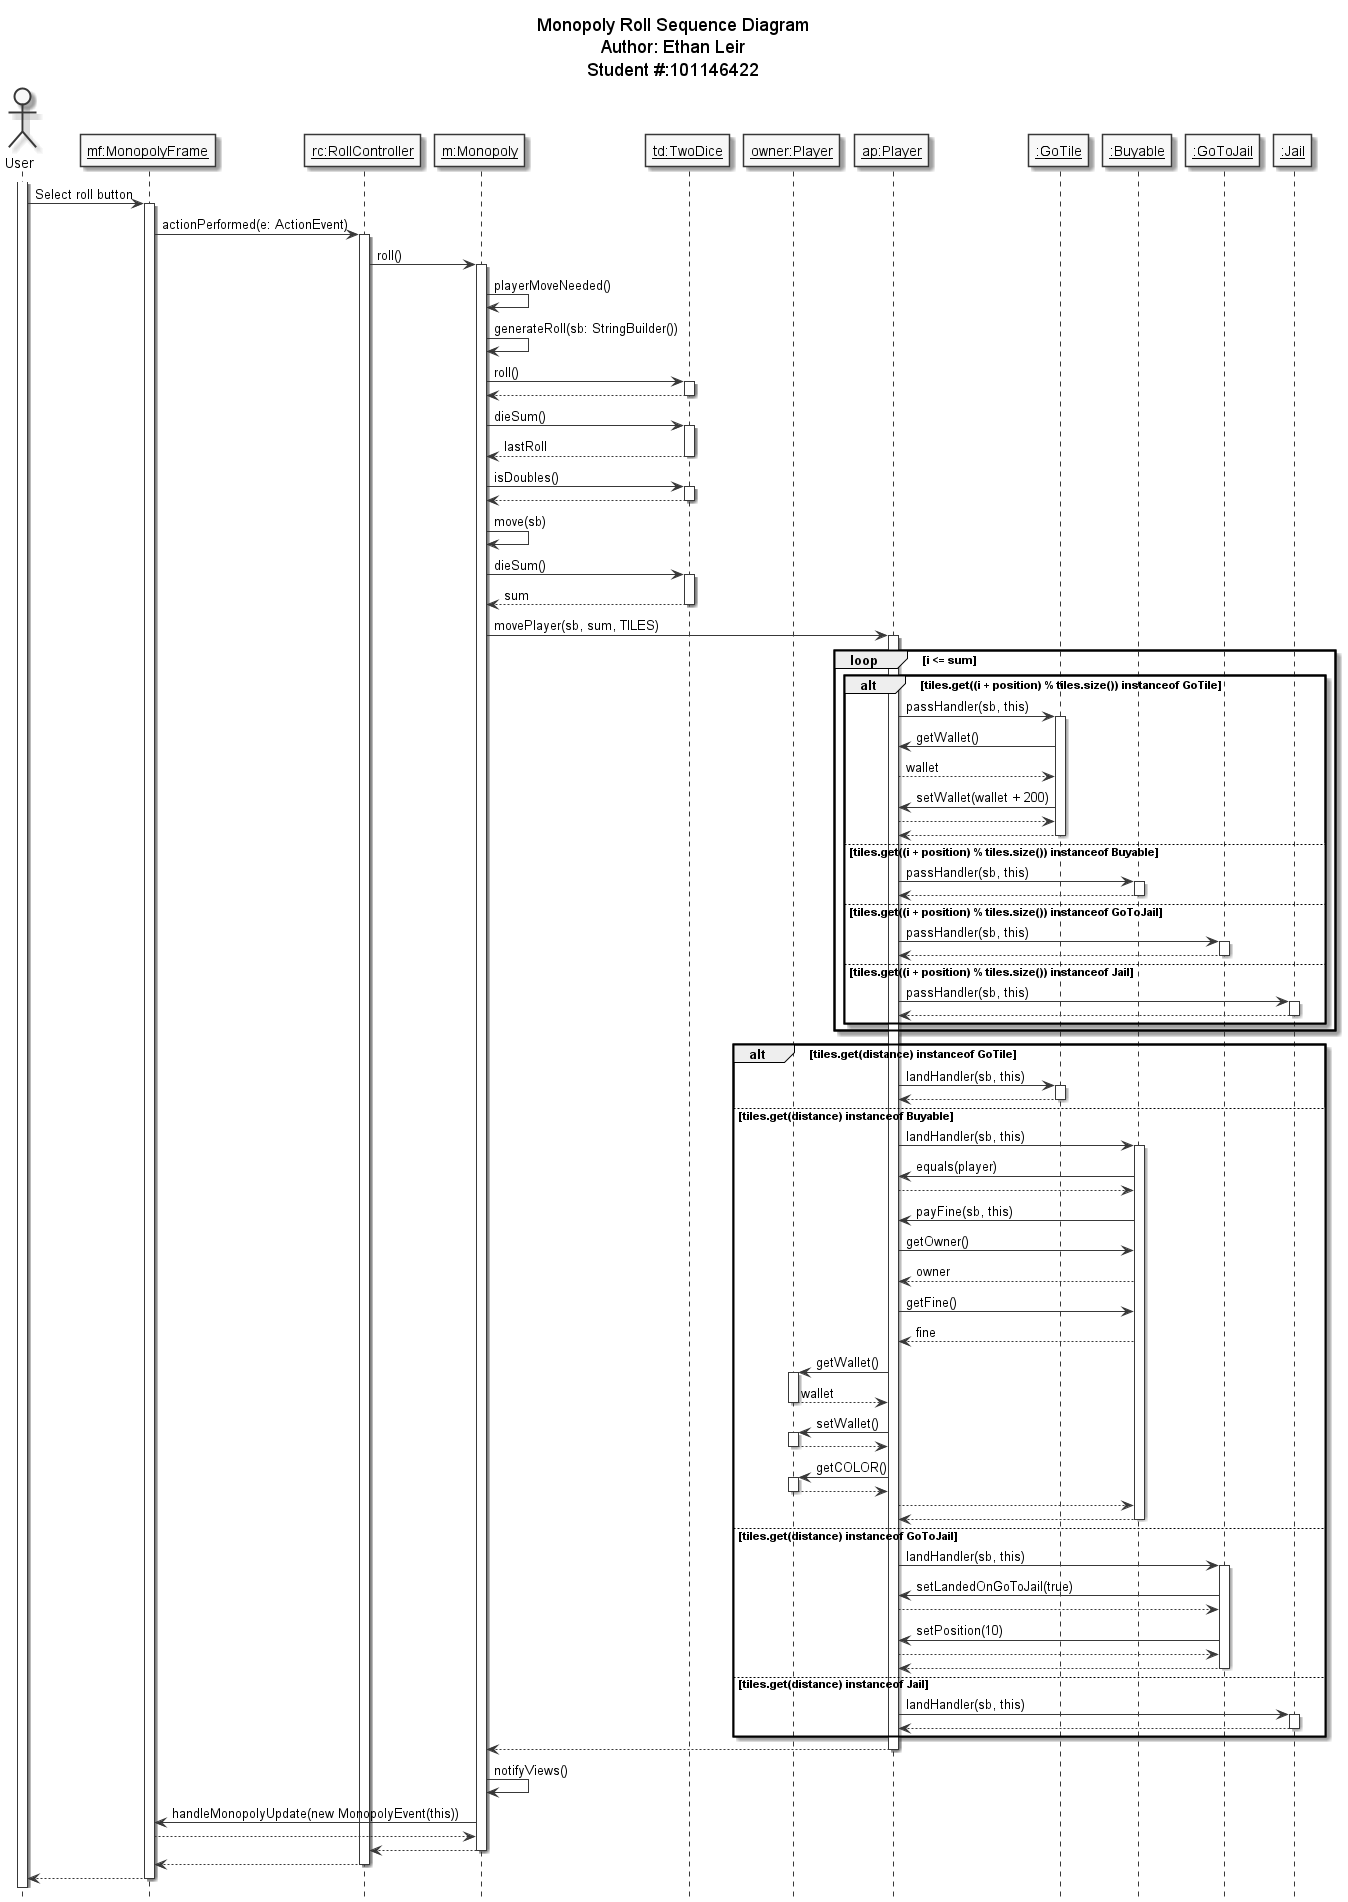 Monopoly Roll Sequence Diagram
Author: Ethan Leir
Student #:101146422
User
mf:MonopolyFrame
rc:RollController
m:Monopoly
td:TwoDice
owner:Player
ap:Player
:GoTile
:Buyable
:GoToJail
:Jail
Select roll button
actionPerformed(e: ActionEvent)
roll()
playerMoveNeeded()
generateRoll(sb: StringBuilder())
roll()
dieSum()
lastRoll
isDoubles()
move(sb)
dieSum()
sum
movePlayer(sb, sum, TILES)
loop [i <= sum]
alt [tiles.get((i + position) % tiles.size()) instanceof GoTile]
passHandler(sb, this)
getWallet()
wallet
setWallet(wallet + 200)
[tiles.get((i + position) % tiles.size()) instanceof Buyable]
passHandler(sb, this)
[tiles.get((i + position) % tiles.size()) instanceof GoToJail]
passHandler(sb, this)
[tiles.get((i + position) % tiles.size()) instanceof Jail]
passHandler(sb, this)
alt [tiles.get(distance) instanceof GoTile]
landHandler(sb, this)
[tiles.get(distance) instanceof Buyable]
landHandler(sb, this)
equals(player)
payFine(sb, this)
getOwner()
owner
getFine()
fine
getWallet()
wallet
setWallet()
getCOLOR()
[tiles.get(distance) instanceof GoToJail]
landHandler(sb, this)
setLandedOnGoToJail(true)
setPosition(10)
[tiles.get(distance) instanceof Jail]
landHandler(sb, this)
notifyViews()
handleMonopolyUpdate(new MonopolyEvent(this))